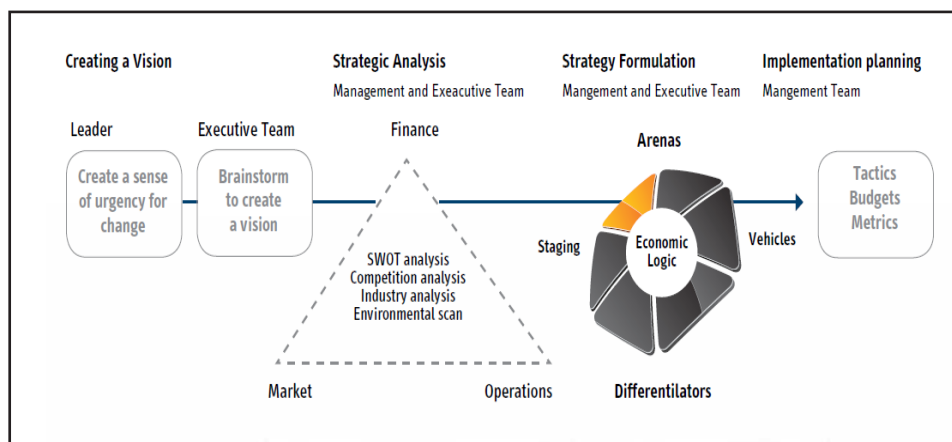 Creating a Vision
Strategic Analysis
Strategy Formulation
Implementation planning
Management and Exeacutive Team
Mangement and Executive Team
Mangement Team
Leader
Executive Team
Finance
Arenas
Create a sense
of urgency for
change
Brainstorm
to create
a vision
Tactics
Budgets
Metrics
Staging
Economic
Logic
Vehicles
SWOT analysis
Competition analysis
Industry analysis
Environmental scan
Market
Operations
Differentilators